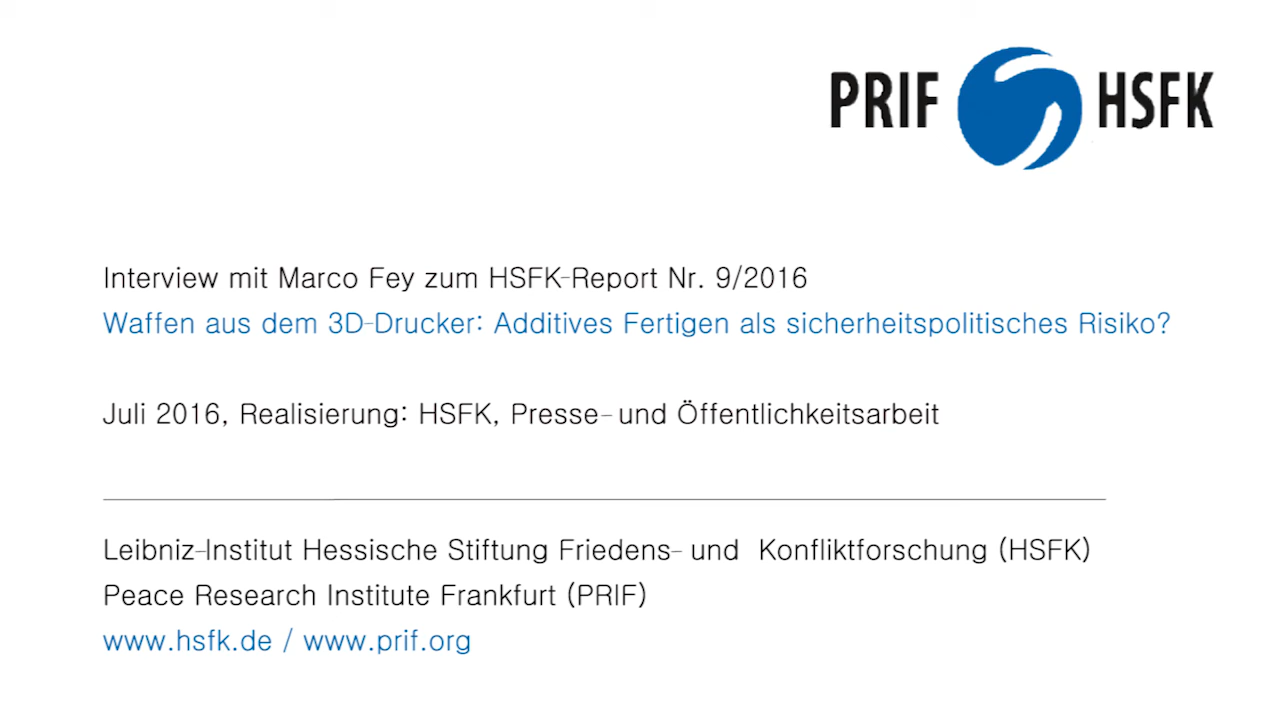 PRIF HSFK
Interview mit Marco Fey zum HSFK-Report Nr. 9/2016
Waffen aus dem 3D-Drucker: Additives Fertigen als sicherheitspolitisches Risiko?
Juli 2016, Realisierung: HSFK, Presse- und Öffentlichkeitsarbeit
Leibniz-Institut Hessische Stiftung Friedens- und Konfliktforschung (HSFK)
Peace Research Institute Frankfurt (PRIF)
www.hsfk.de / www.prif.org